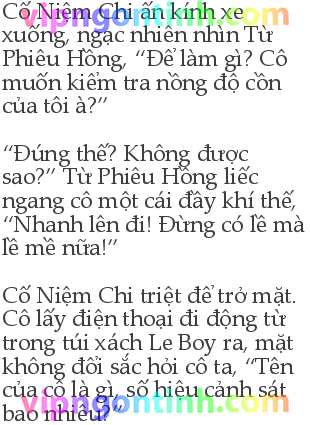 Cố Niệm Chi ấn kính xe
xuống, ngạc nhiên nhìn Từ
Phiêu Hồng, “Để làm gì? Cô
muốn kiểm tra nồng độ cồn
của tôi à?”
“Đúng thế? Không được
sao?” Từ Phiêu Hồng liếc
ngang cô một cái đầy khí thế,
“Nhanh lên đi! Đừng có lề mà
lề mề nữa!”
Cố Niệm Chi triệt để trở mặt.
Cô lấy điện thoại di động từ
trong túi xách Le Boy ra, mặt
không đổi sắc hỏi cô ta, “Tên
của cô là gì, số hiệu cảnh sát
bao nhiêu?”
vipngontinh.com
vipngontinh.com